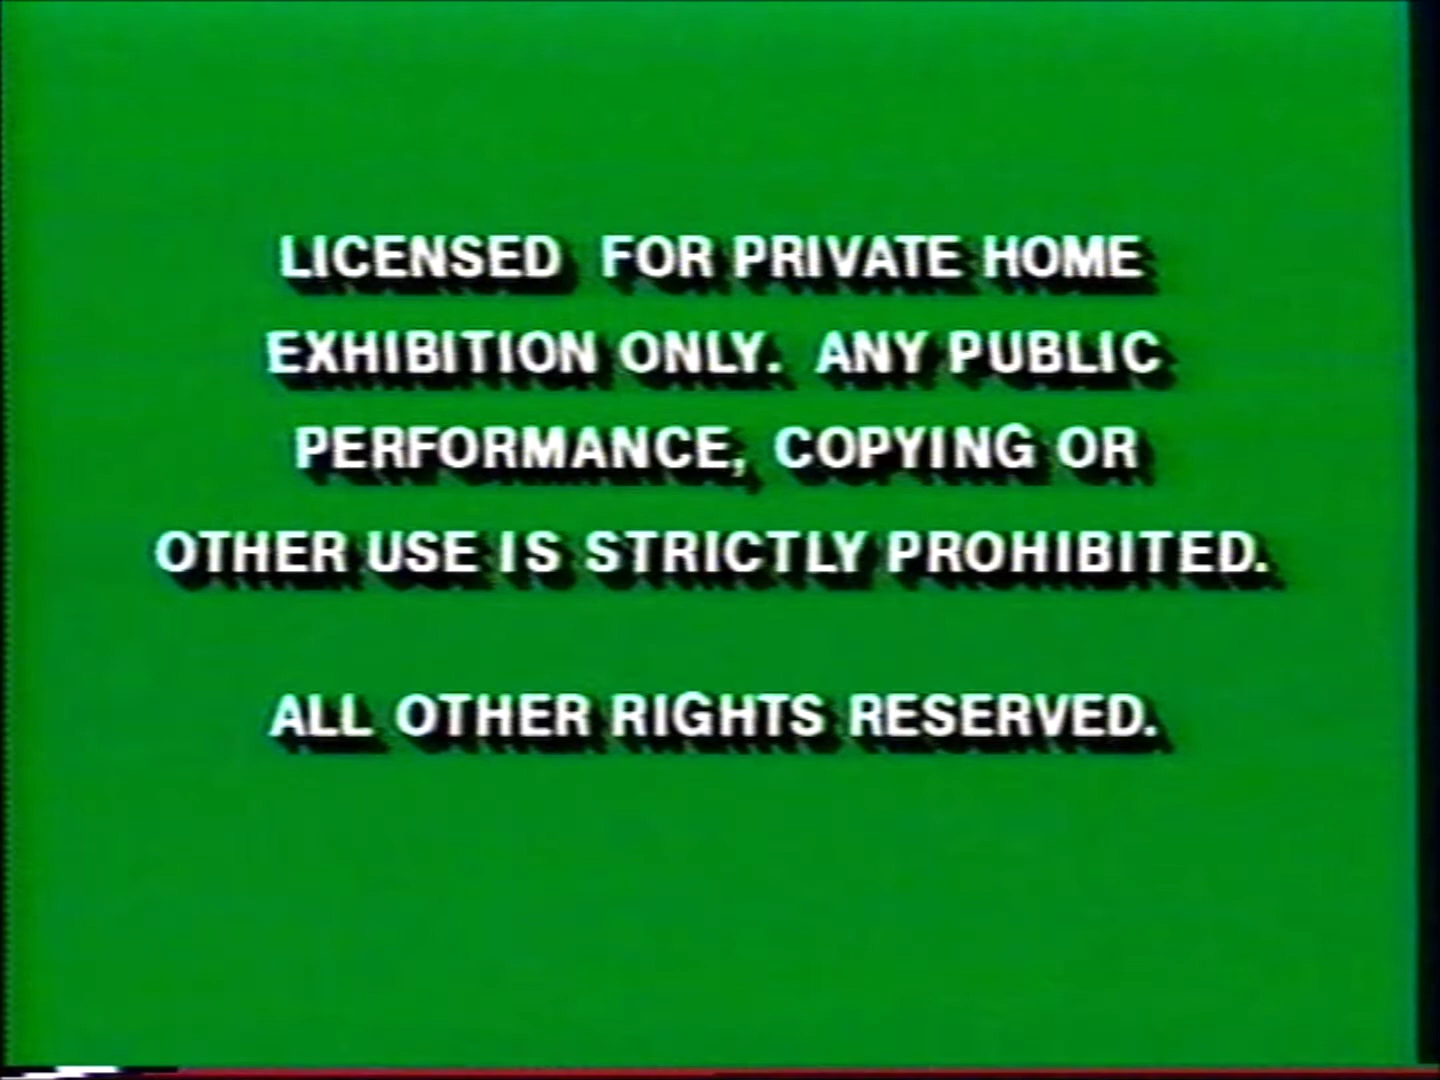 LICENSED FOR PRIVATE HOME
EXHIBITION ONLY. ANY PUBLIC
PERFORMANCE, COPYING OR
OTHER USE IS STRICTLY PROHIBITED.
ALL OTHER RIGHTS RESERVED.